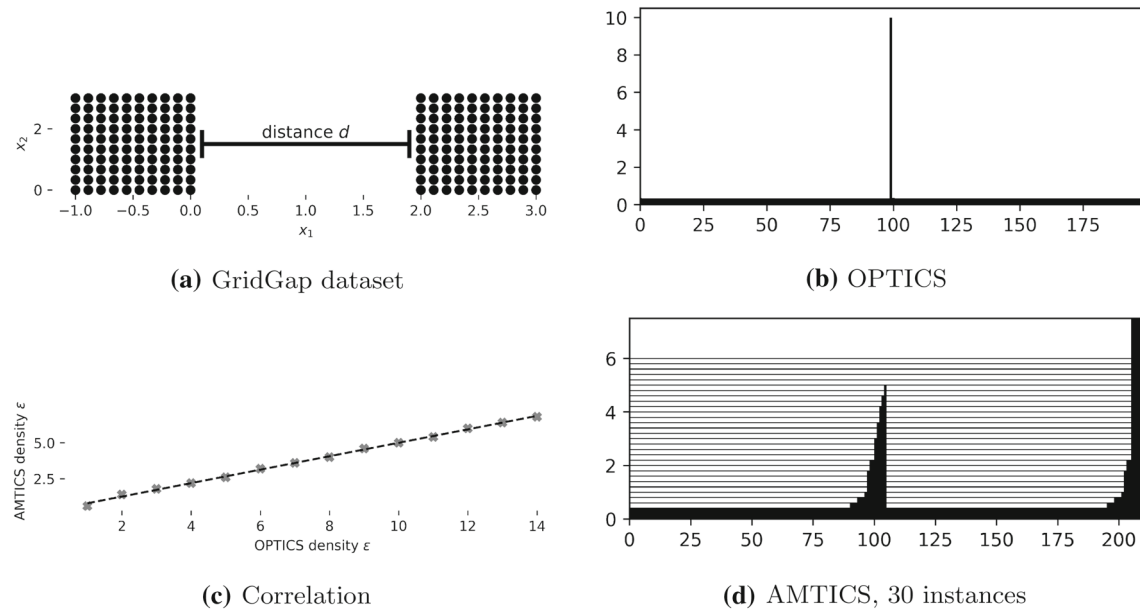 2
0
x₂
distance d
−1.0 −0.5 0.0 0.5 1.0 1.5 2.0 2.5 3.0
x₁
(a) GridGap dataset
10
8
6
4
2
0
0 25 50 75 100 125 150 175
(b) OPTICS
AMTICS density ε
5.0
2.5
2 4 6 8 10 12 14
OPTICS density ε
(c) Correlation
6
4
2
0
0 25 50 75 100 125 150 175 200
(d) AMTICS, 30 instances